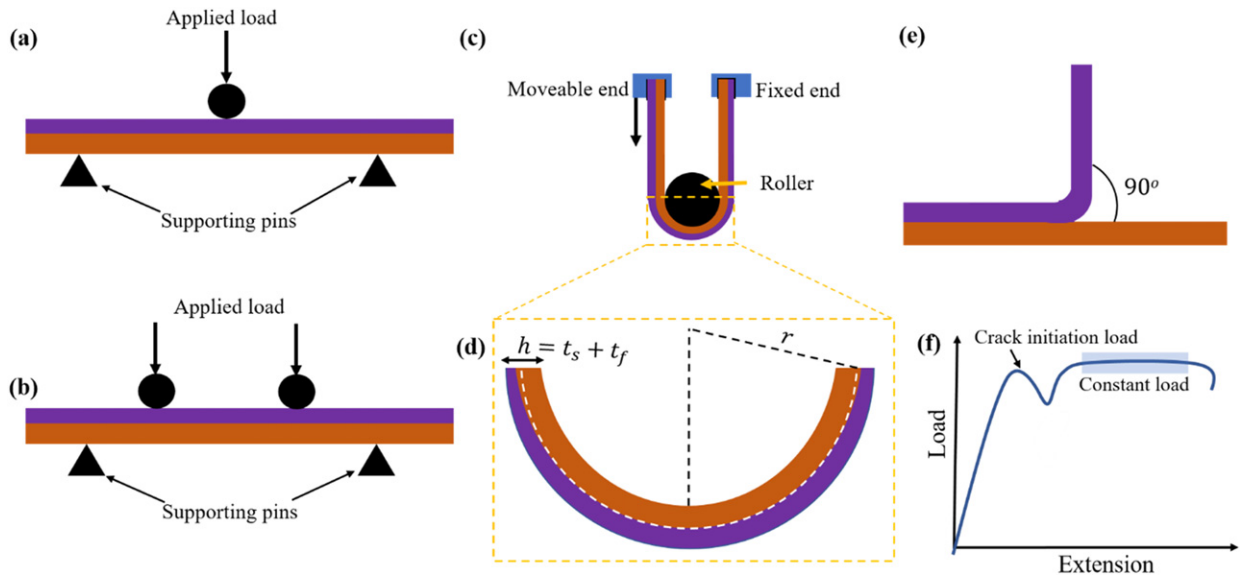 (a)
Applied load
Supporting pins
(b)
Applied load
Supporting pins
(c)
Moveable end
Fixed end
Roller
(d)
h = t_s + t_f
r
(e)
90^o
(f)
Crack initiation load
Constant load
Load
Extension